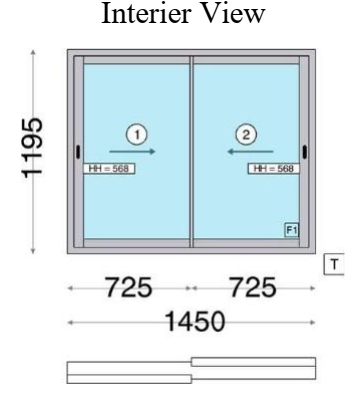 Interier View
1195
1 2
HH = 568 HH = 568
F1
T
725 725
1450